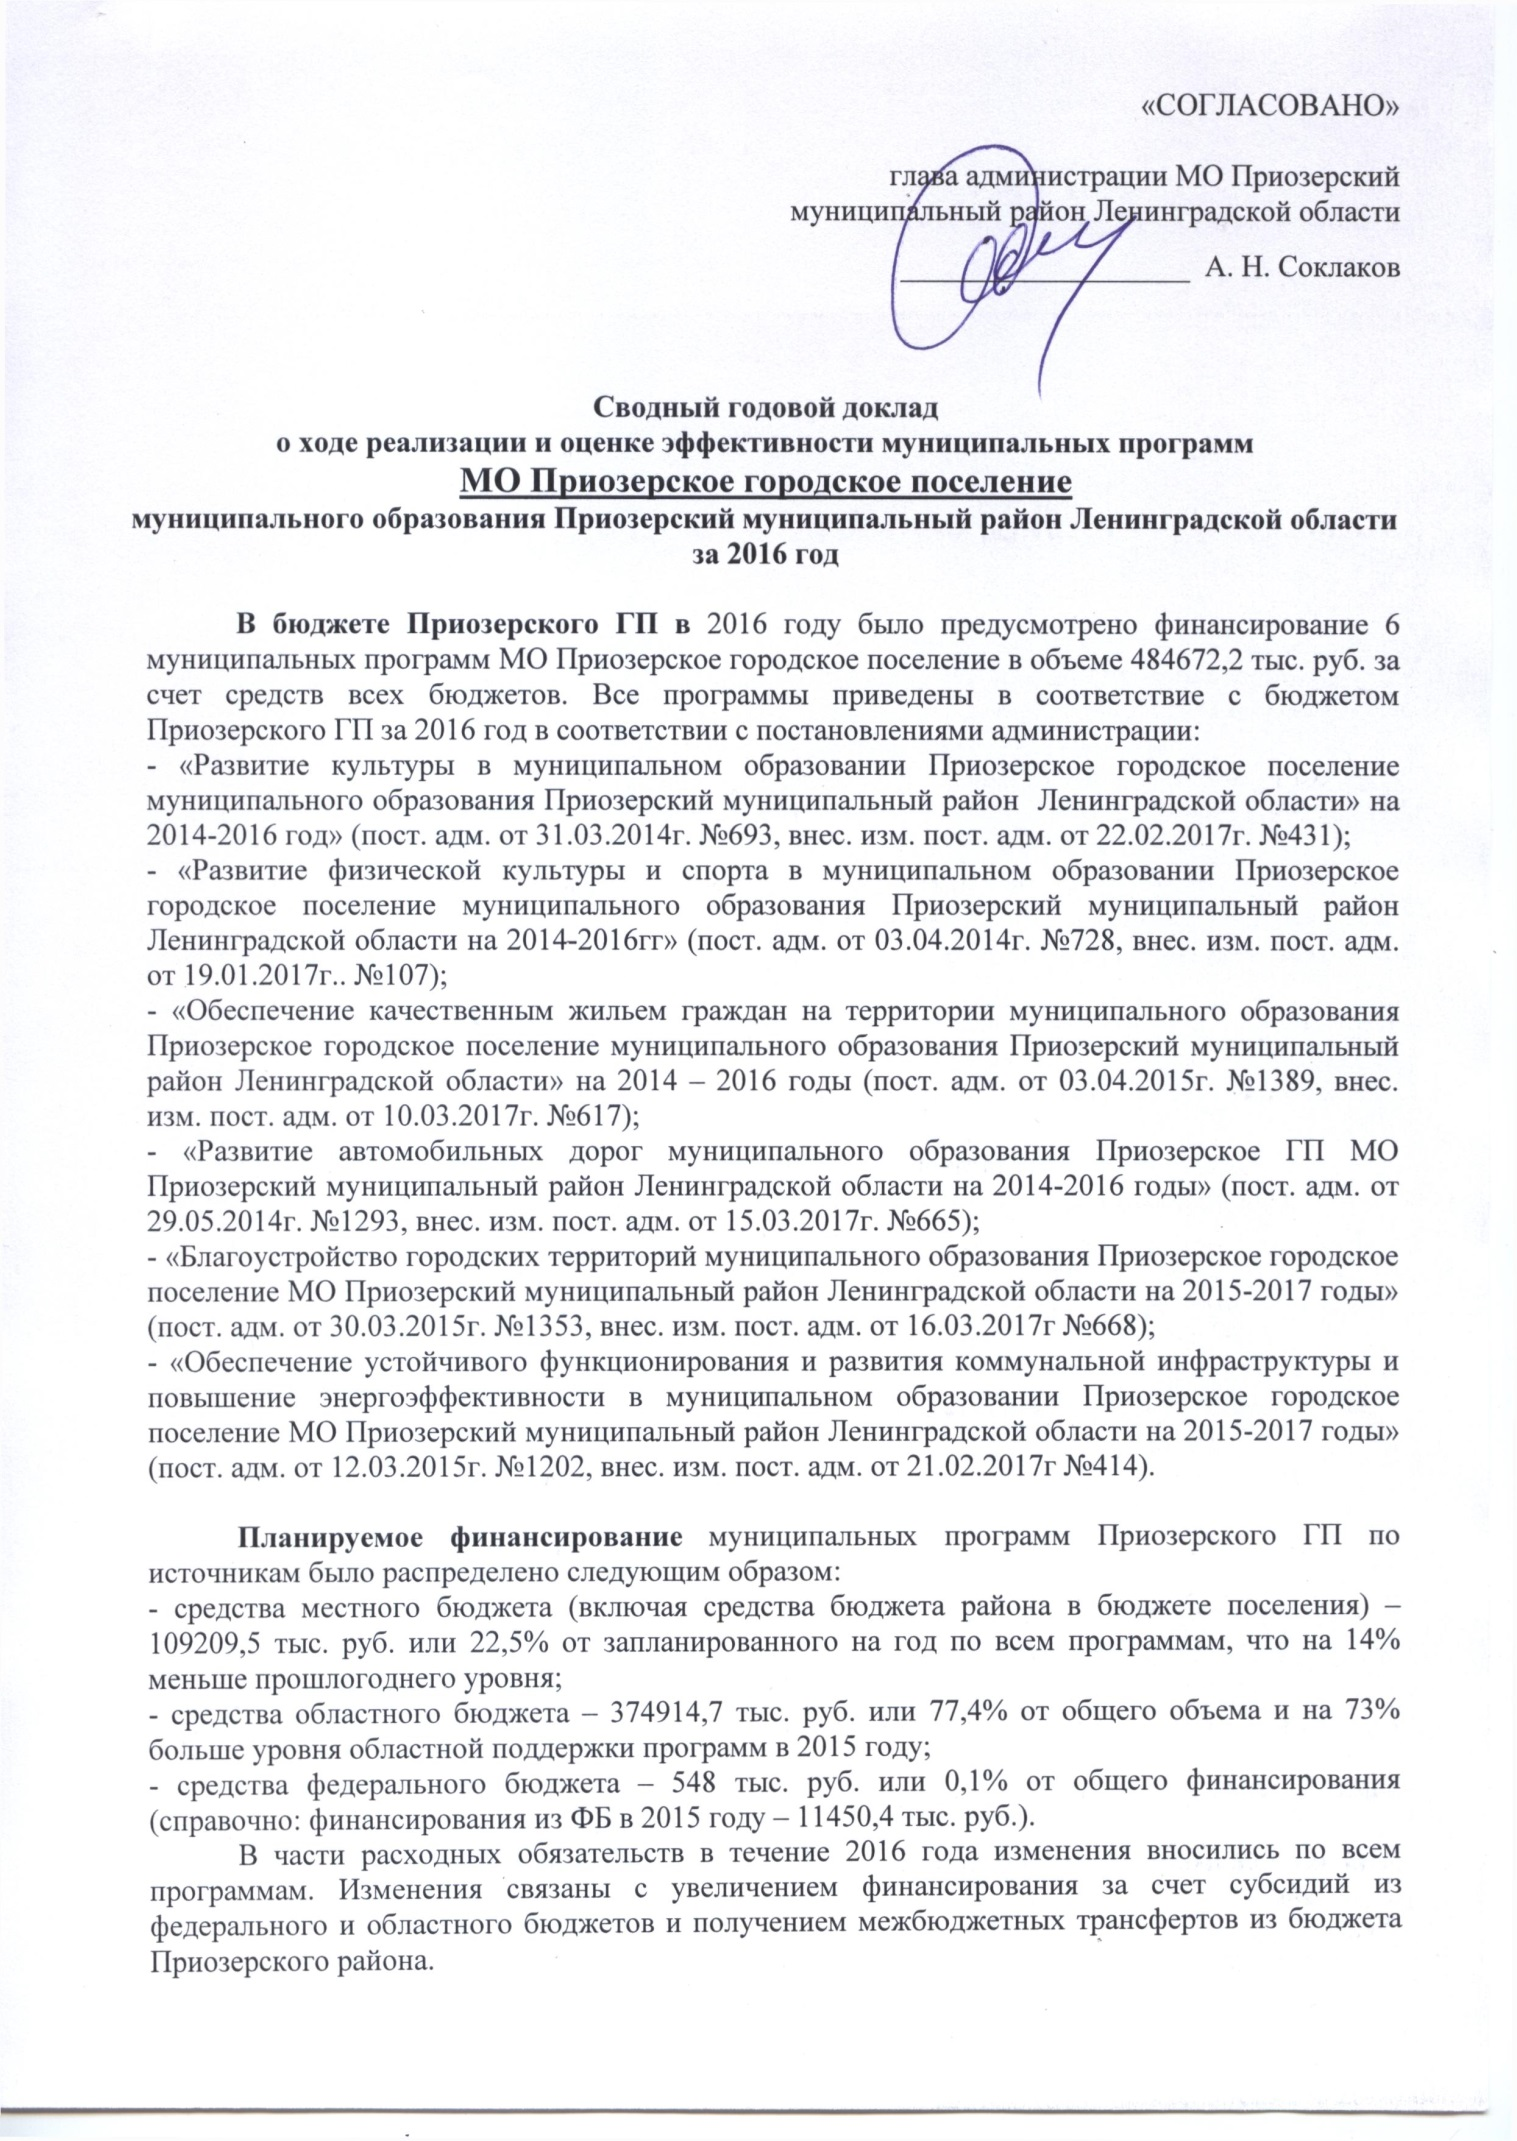 «СОГЛАСОВАНО»
глава администрации МО Приозерский
муниципальный район Ленинградской области
А. Н. Соклаков
Сводный годовой доклад
о ходе реализации и оценке эффективности муниципальных программ
МО Приозерское городское поселение
муниципального образования Приозерский муниципальный район Ленинградской области
за 2016 год
В бюджете Приозерского ГП в 2016 году было предусмотрено финансирование 6
муниципальных программ МО Приозерское городское поселение в объеме 484672,2 тыс. руб. за
счет средств всех бюджетов. Все программы приведены в соответствие с бюджетом
Приозерского ГП за 2016 год в соответствии с постановлениями администрации:
- «Развитие культуры в муниципальном образовании Приозерское городское поселение
муниципального образования Приозерский муниципальный район Ленинградской области» на
2014-2016 год» (пост. адм. от 31.03.2014г. №693, внес. изм. пост. адм. от 22.02.2017г. №431);
- «Развитие физической культуры и спорта в муниципальном образовании Приозерское
городское поселение муниципального образования Приозерский муниципальный район
Ленинградской области на 2014-2016гг» (пост. адм. от 03.04.2014г. №728, внес. изм. пост. адм.
от 19.01.2017г.. №107);
- «Обеспечение качественным жильем граждан на территории муниципального образования
Приозерское городское поселение муниципального образования Приозерский муниципальный
район Ленинградской области» на 2014 – 2016 годы (пост. адм. от 03.04.2015г. №1389, внес.
изм. пост. адм. от 10.03.2017г. №617);
- «Развитие автомобильных дорог муниципального образования Приозерское ГП МО
Приозерский муниципальный район Ленинградской области на 2014-2016 годы» (пост. адм. от
29.05.2014г. №1293, внес. изм. пост. адм. от 15.03.2017г. №665);
- «Благоустройство городских территорий муниципального образования Приозерское городское
поселение МО Приозерский муниципальный район Ленинградской области на 2015-2017 годы»
(пост. адм. от 30.03.2015г. №1353, внес. изм. пост. адм. от 16.03.2017г №668);
- «Обеспечение устойчивого функционирования и развития коммунальной инфраструктуры и
повышение энергоэффективности в муниципальном образовании Приозерское городское
поселение МО Приозерский муниципальный район Ленинградской области на 2015-2017 годы»
(пост. адм. от 12.03.2015г. №1202, внес. изм. пост. адм. от 21.02.2017г №414).
Планируемое финансирование муниципальных программ Приозерского ГП по
источникам было распределено следующим образом:
- средства местного бюджета (включая средства бюджета района в бюджете поселения) –
109209,5 тыс. руб. или 22,5% от запланированного на год по всем программам, что на 14%
меньше прошлогоднего уровня;
- средства областного бюджета – 374914,7 тыс. руб. или 77,4% от общего объема и на 73%
больше уровня областной поддержки программ в 2015 году;
- средства федерального бюджета – 548 тыс. руб. или 0,1% от общего финансирования
(справочно: финансирования из ФБ в 2015 году – 11450,4 тыс. руб.).
В части расходных обязательств в течение 2016 года изменения вносились по всем
программам. Изменения связаны с увеличением финансирования за счет субсидий из
федерального и областного бюджетов и получением межбюджетных трансфертов из бюджета
Приозерского района.